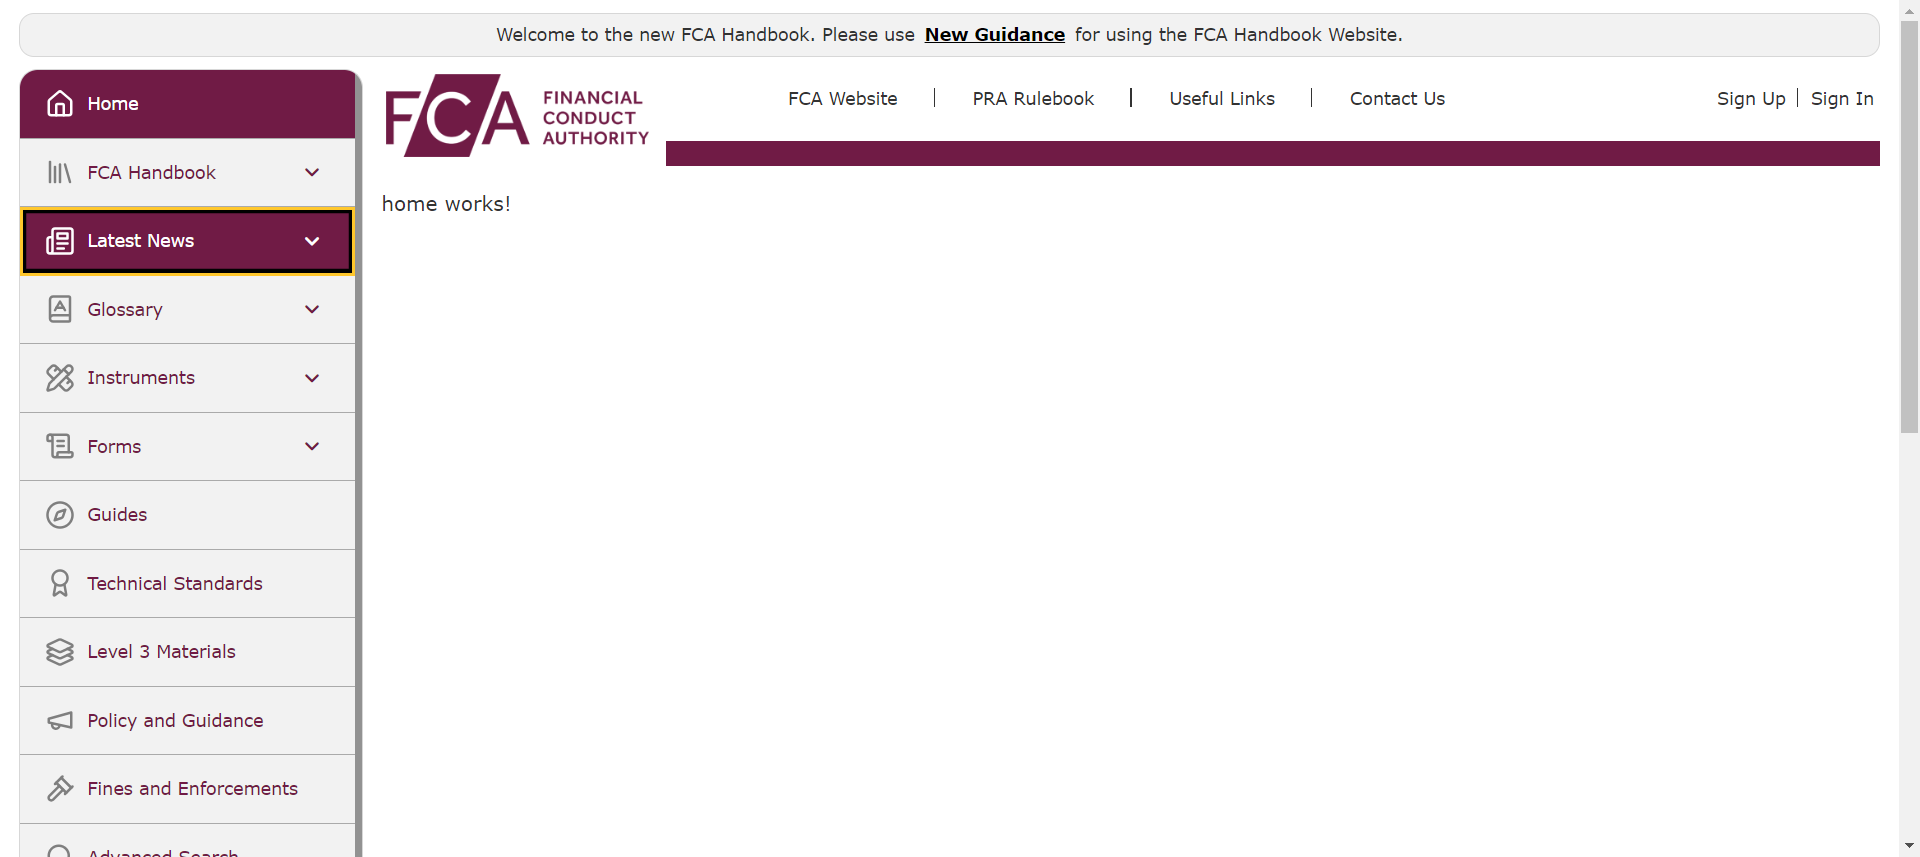 Welcome to the new FCA Handbook. Please use New Guidance for using the FCA Handbook Website.
Home
FCA Handbook
Latest News
Glossary
Instruments
Forms
Guides
Technical Standards
Level 3 Materials
Policy and Guidance
Fines and Enforcements
Advanced Search
FCA
FINANCIAL
CONDUCT
AUTHORITY
FCA Website
PRA Rulebook
Useful Links
Contact Us
Sign Up
Sign In
home works!